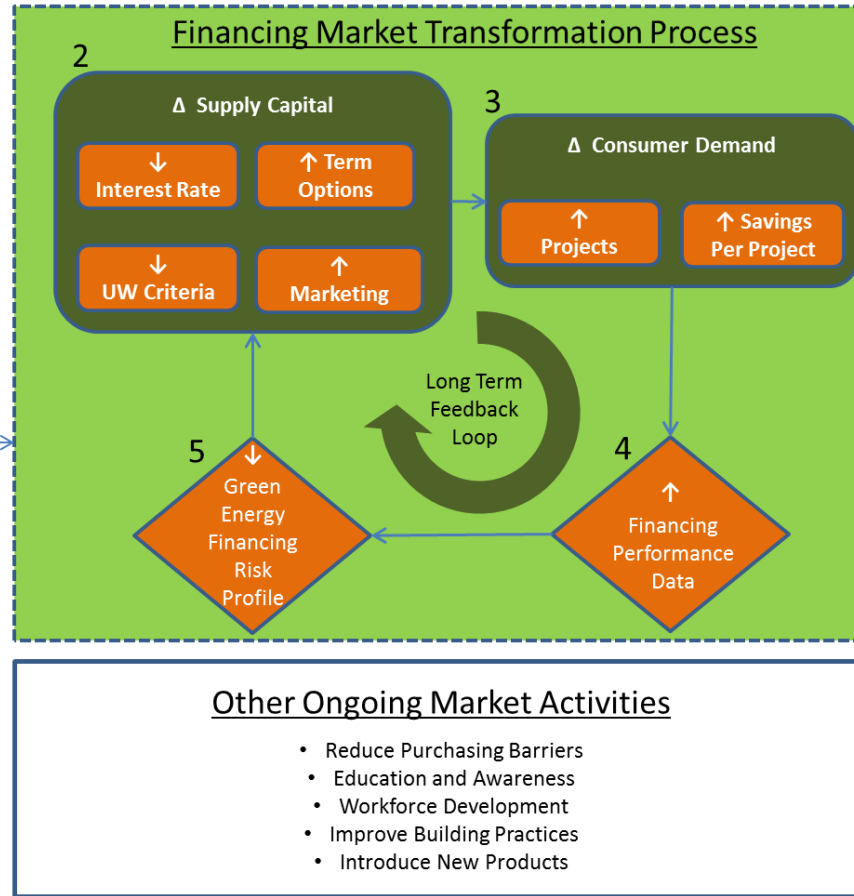 Financing Market Transformation Process
2
Δ Supply Capital
↓
Interest Rate
↑ Term
Options
↓
UW Criteria
↑
Marketing
3
Δ Consumer Demand
↑
Projects
↑ Savings
Per Project
Long Term
Feedback
Loop
4
↑
Financing
Performance
Data
5
↓
Green
Energy
Financing
Risk
Profile
Other Ongoing Market Activities
• Reduce Purchasing Barriers
• Education and Awareness
• Workforce Development
• Improve Building Practices
• Introduce New Products